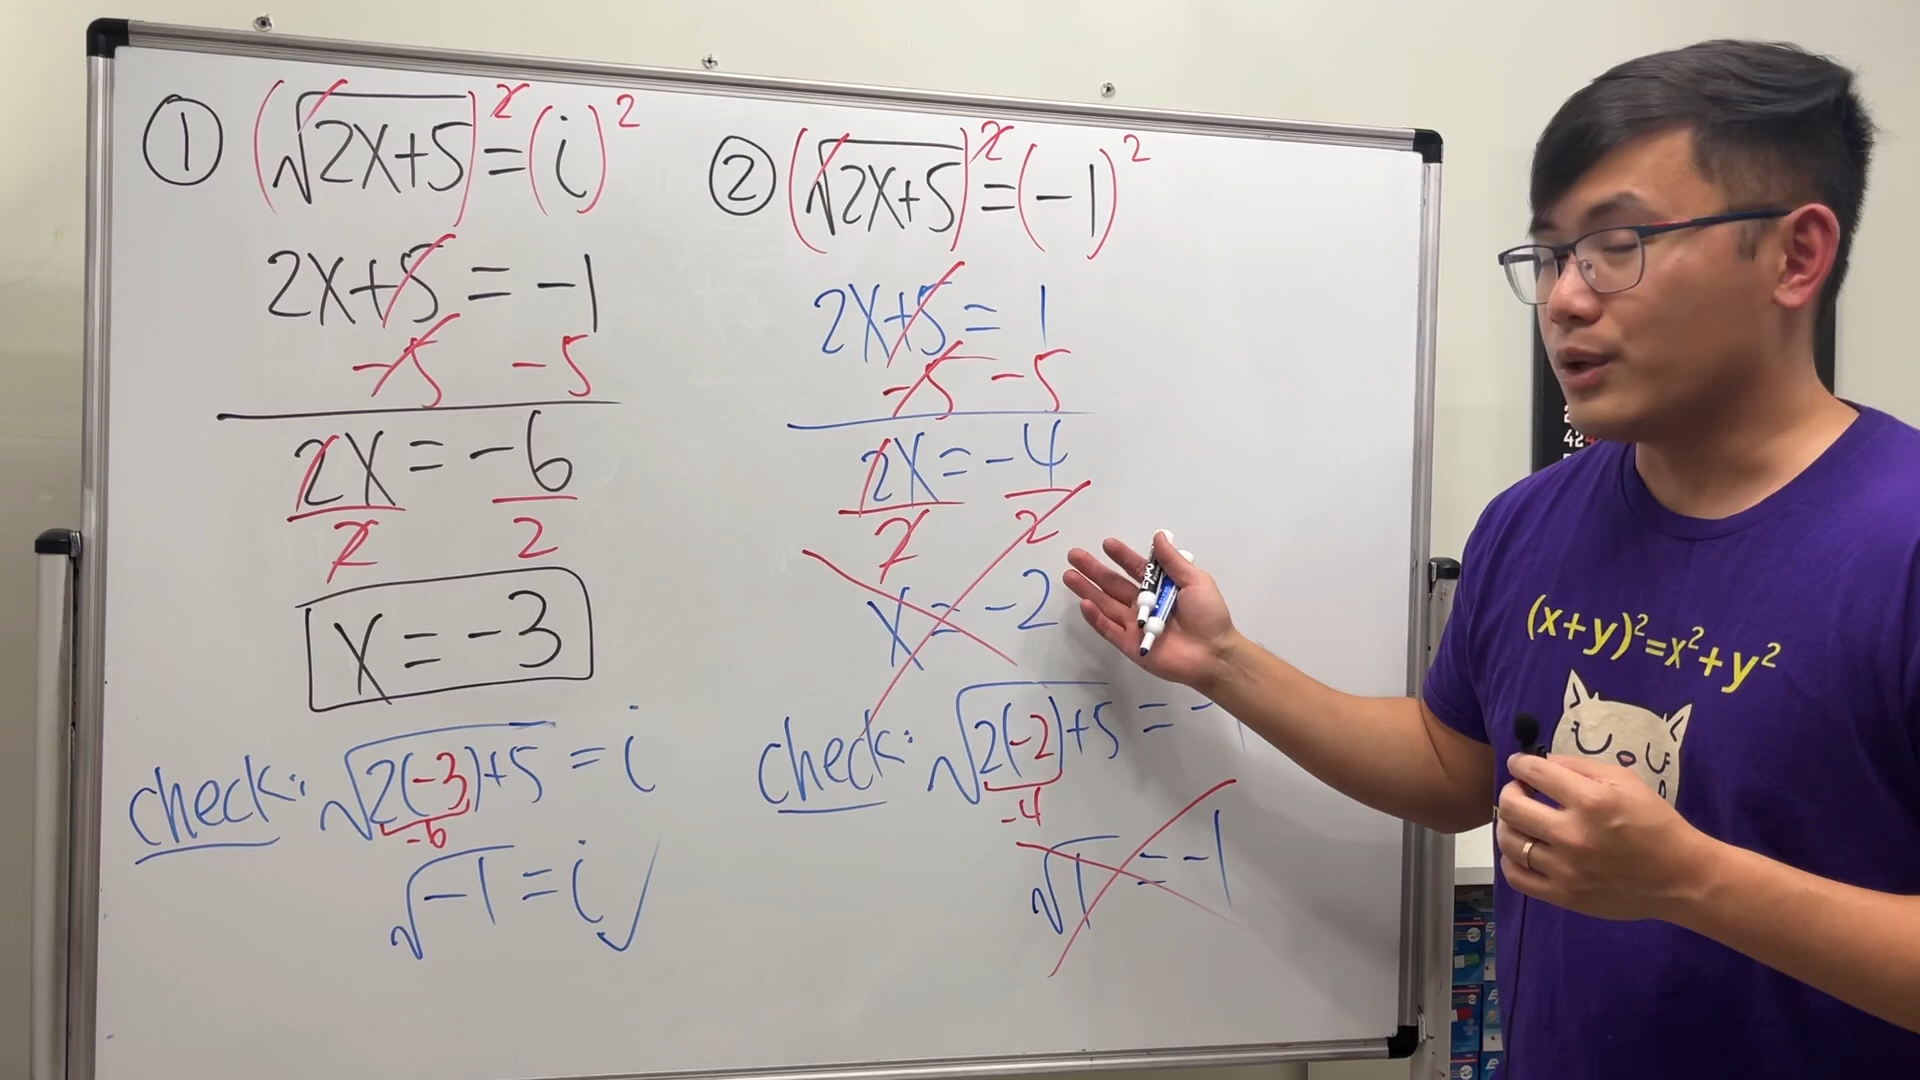 ① (√2x+5)² = (i)²
2x+5 = -1
-5 -5
2x = -6
2 2
x = -3
check: √2(-3)+5 = i
-6
√-1 = i ✓
② (√2x+5)² = (-1)²
2x+5 = 1
-5 -5
2x = -4
2 2
x = -2
check: √2(-2)+5 = -1
-4
√1 = -1
EXPO
(x+y)²=x²+y²